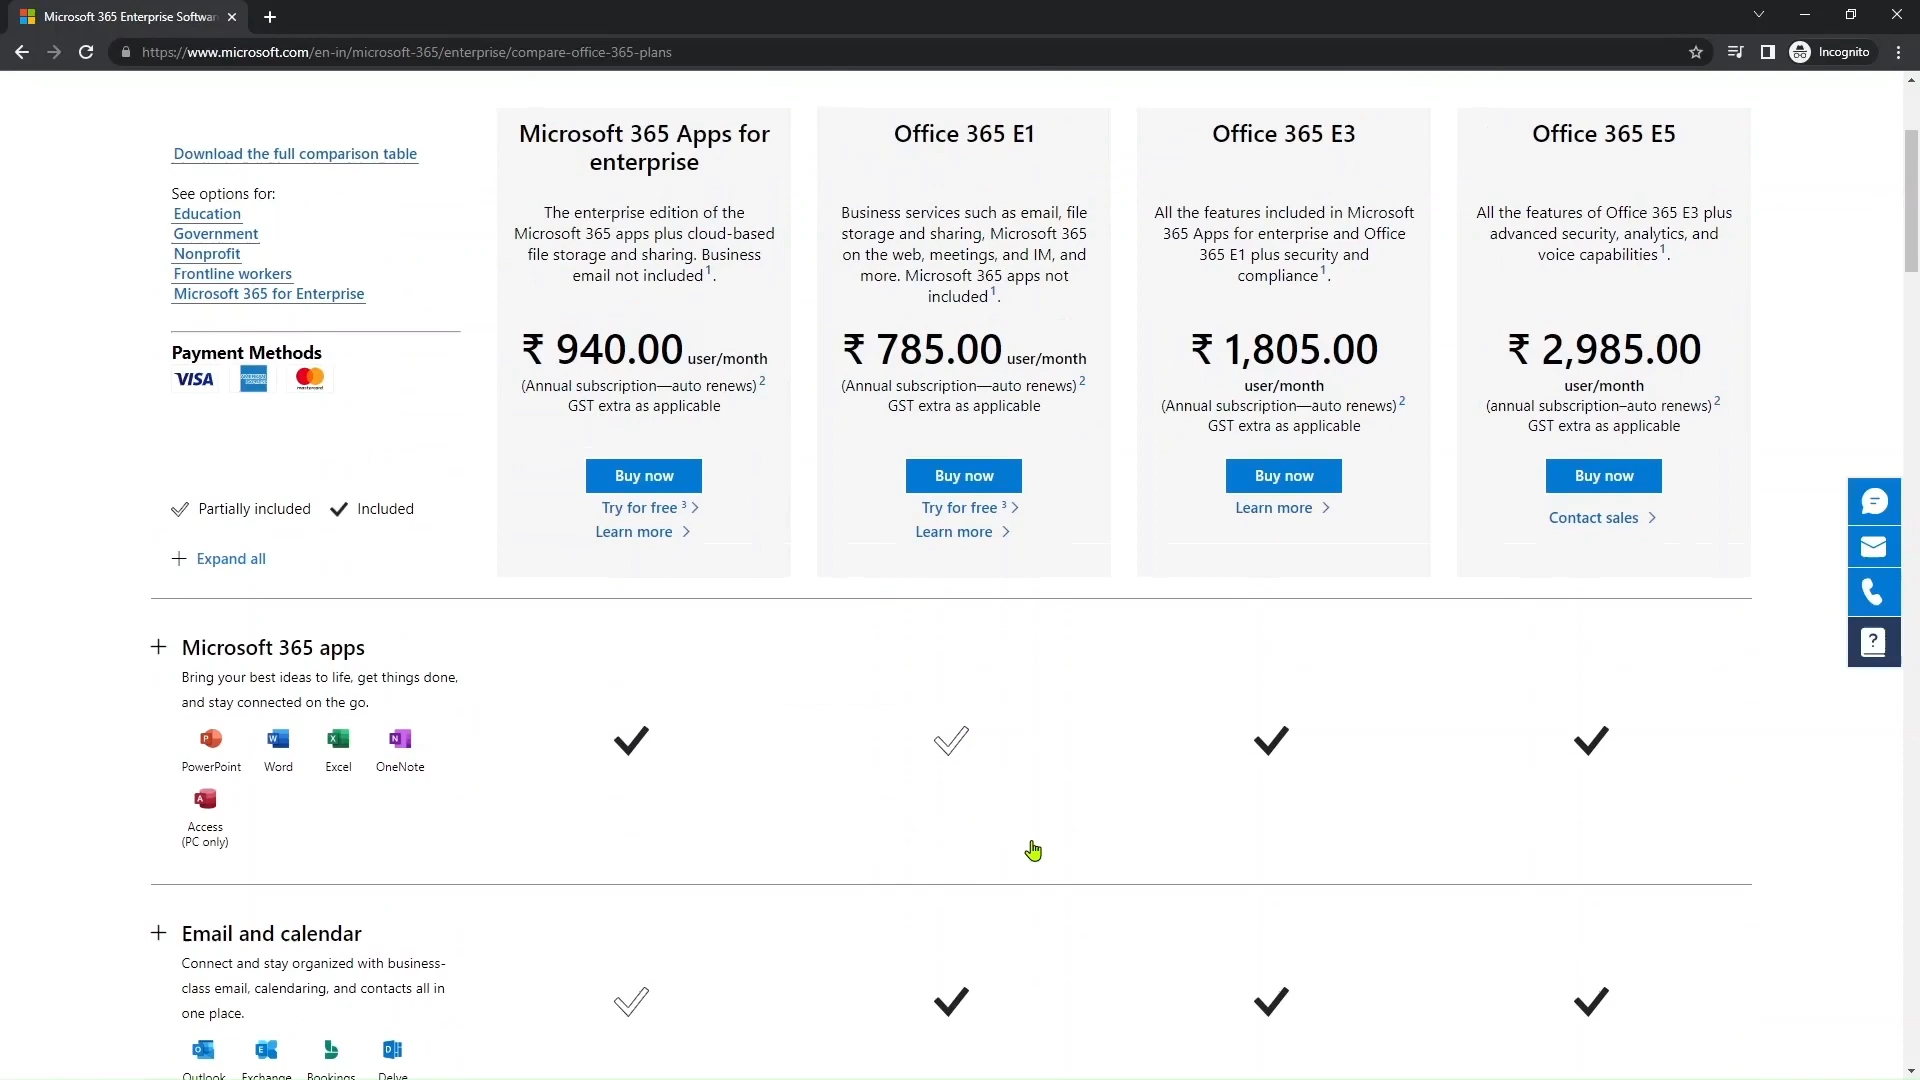 Microsoft 365 Enterprise Softwar
https://www.microsoft.com/en-in/microsoft-365/enterprise/compare-office-365-plans
Incognito
Download the full comparison table
See options for:
Education
Government
Nonprofit
Frontline workers
Microsoft 365 for Enterprise
Payment Methods
VISA
mastercard
Partially included
Included
Expand all
Microsoft 365 Apps for
enterprise
The enterprise edition of the
Microsoft 365 apps plus cloud-based
file storage and sharing. Business
email not included 1.
₹ 940.00 user/month
(Annual subscription—auto renews) 2
GST extra as applicable
Buy now
Try for free 3
Learn more
Office 365 E1
Business services such as email, file
storage and sharing, Microsoft 365
on the web, meetings, and IM, and
more. Microsoft 365 apps not
included 1.
₹ 785.00 user/month
(Annual subscription—auto renews) 2
GST extra as applicable
Buy now
Try for free 3
Learn more
Office 365 E3
All the features included in Microsoft
365 Apps for enterprise and Office
365 E1 plus security and
compliance 1.
₹ 1,805.00
user/month
(Annual subscription—auto renews) 2
GST extra as applicable
Buy now
Learn more
Office 365 E5
All the features of Office 365 E3 plus
advanced security, analytics, and
voice capabilities 1.
₹ 2,985.00
user/month
(annual subscription–auto renews) 2
GST extra as applicable
Buy now
Contact sales
Microsoft 365 apps
Bring your best ideas to life, get things done,
and stay connected on the go.
PowerPoint Word Excel OneNote
Access
(PC only)
Email and calendar
Connect and stay organized with business-
class email, calendaring, and contacts all in
one place.
Outlook Exchange Bookings Delve